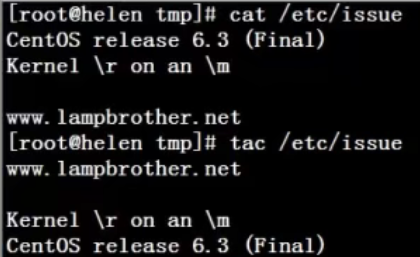 [root@helen tmp]# cat /etc/issue
CentOS release 6.3 (Final)
Kernel \r on an \m

www.lampbrother.net
[root@helen tmp]# tac /etc/issue
www.lampbrother.net

Kernel \r on an \m
CentOS release 6.3 (Final)